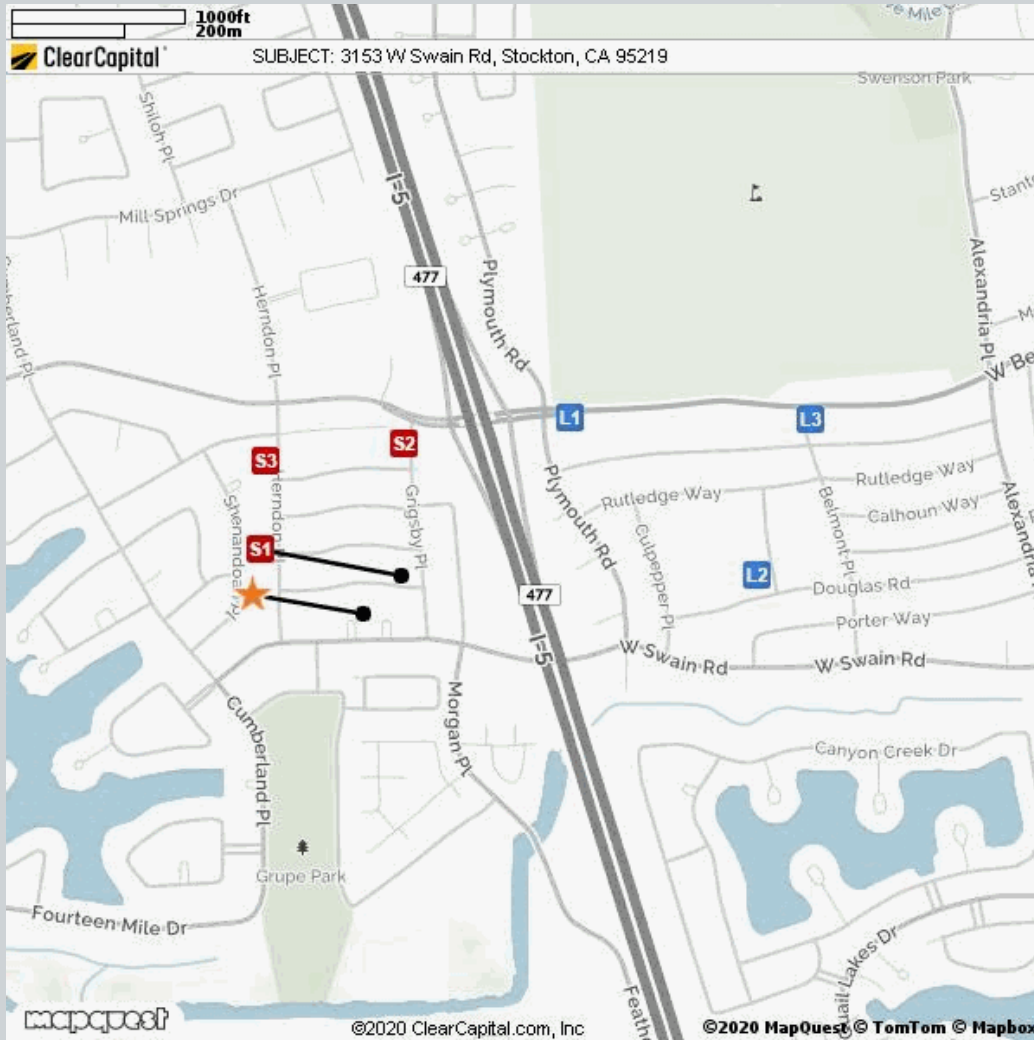 1000ft
200m
ClearCapital
SUBJECT: 3153 W Swain Rd, Stockton, CA 95219
Swenson Park
Shiloh Pl
Mill Springs Dr
I-5
477
Plymouth Rd
Herndon Pl
Cumberland Pl
Alexandria Pl
W Be
L1
L3
S2
S3
Herndon
Shenandoah Pl
Grigsby Pl
Plymouth Rd
Rutledge Way
Rutledge Way
Calhoun Way
Culpepper Pl
Belmont Pl
Alexandria
S1
L2
477
Douglas Rd
Porter Way
I-5
W Swain Rd
W Swain Rd
Cumberland Pl
Morgan Pl
Canyon Creek Dr
Grupe Park
Fourteen Mile Dr
Quail Lakes Dr
Feath
mapquest
©2020 ClearCapital.com, Inc
©2020 MapQuest © TomTom © Mapbox